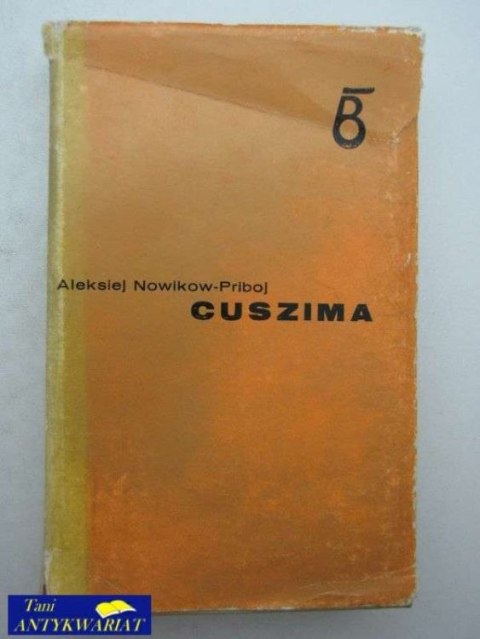 Aleksiej Nowikow-Priboj
CUSZIMA
Tani
ANTYKWARIAT